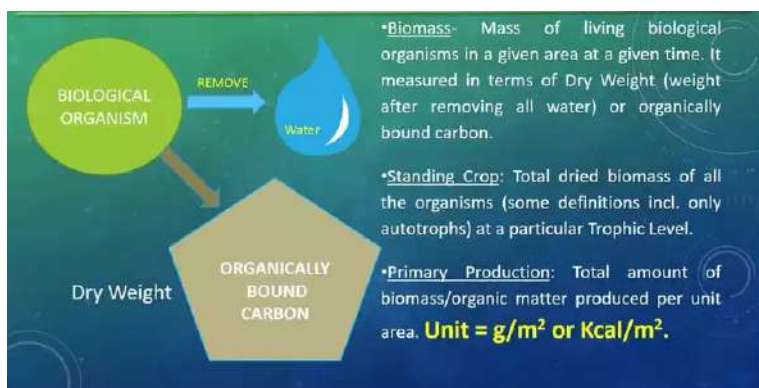 BIOLOGICAL
ORGANISM
REMOVE
Water
Dry Weight
ORGANICALLY
BOUND
CARBON
•Biomass- Mass of living biological
organisms in a given area at a given time. It
measured in terms of Dry Weight (weight
after removing all water) or organically
bound carbon.
•Standing Crop: Total dried biomass of all
the organisms (some definitions incl. only
autotrophs) at a particular Trophic Level.
•Primary Production: Total amount of
biomass/organic matter produced per unit
area. Unit = g/m² or Kcal/m².